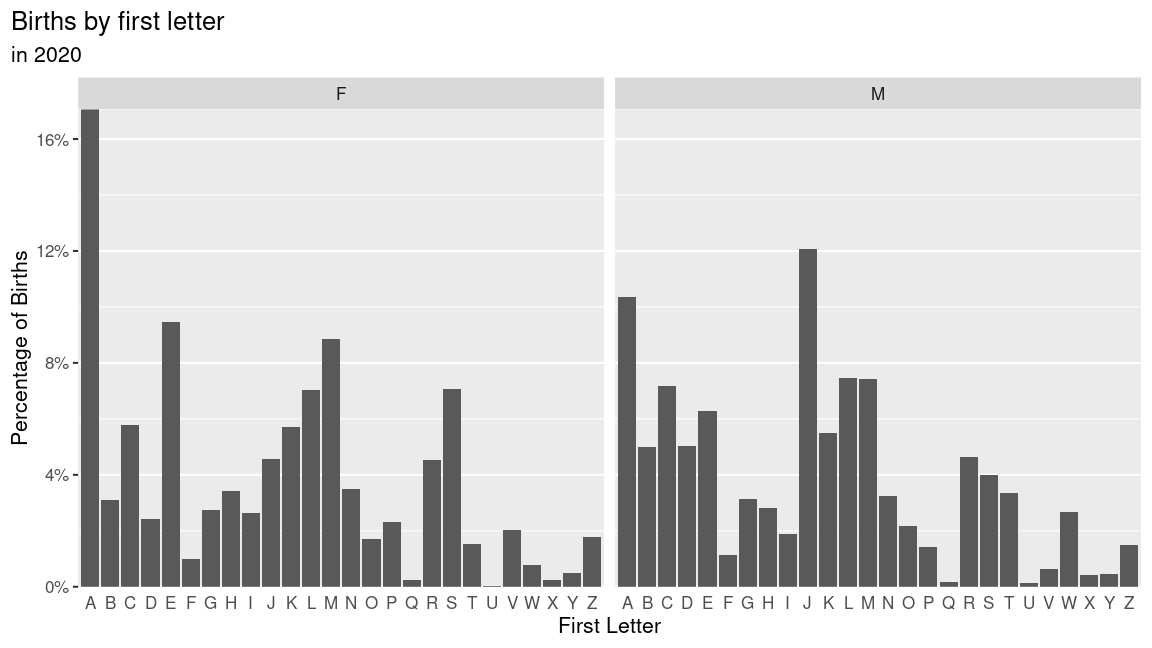 Births by first letter
in 2020
F
M
Percentage of Births
16%
12%
8%
4%
0%
A B C D E F G H I J K L M N O P Q R S T U V W X Y Z
A B C D E F G H I J K L M N O P Q R S T U V W X Y Z
First Letter